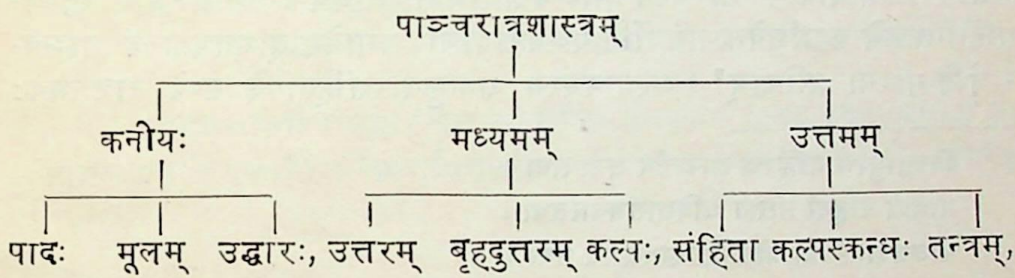 पाञ्चरात्रशास्त्रम्
कनीयः मध्यमम् उत्तमम्
पादः मूलम् उद्धारः, उत्तरम् बृहदुत्तरम् कल्पः, संहिता कल्पस्कन्धः तन्त्रम्,